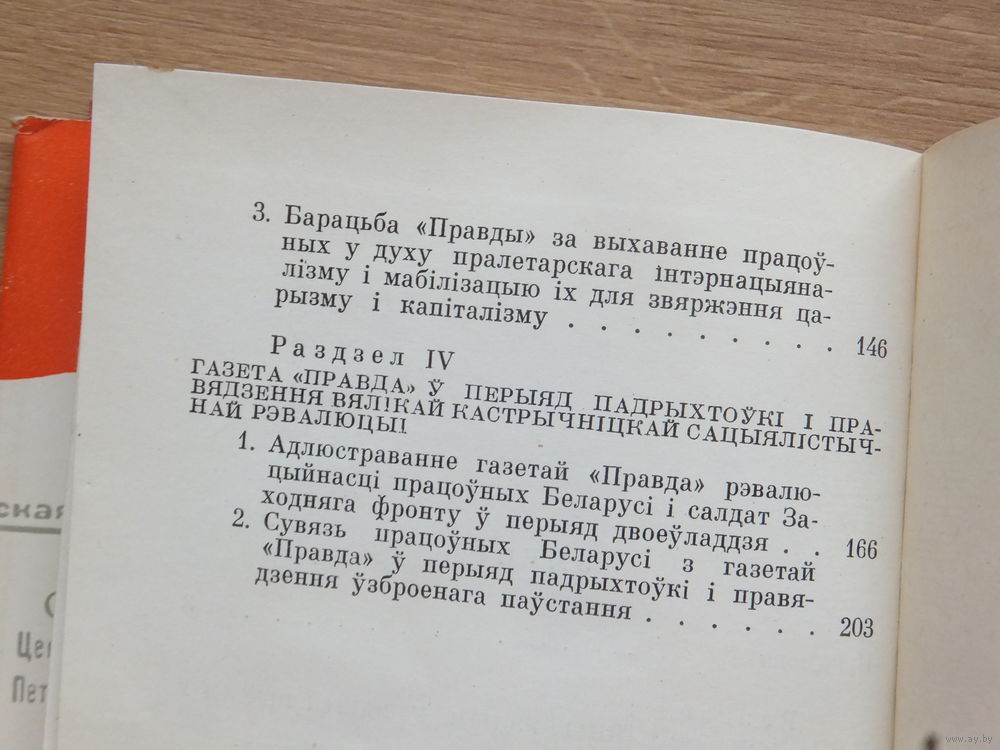 3. Барацьба «Правды» за выхаванне працоў-
ных у духу пралетарскага інтэрнацыяна-
лізму і мабілізацыю іх для звяржэння ца-
рызму і капіталізму . . . . . . . . 146
Раздзел IV
ГАЗЕТА «ПРАВДА» Ў ПЕРЫЯД ПАДРЫХТОЎКІ І ПРА-
ВЯДЗЕННЯ ВЯЛІКАЙ КАСТРЫЧНІЦКАЙ САЦЫЯЛІСТЫЧ-
НАЙ РЭВАЛЮЦЫІ
1. Адлюстраванне газетай «Правда» рэвалю-
цыйнасці працоўных Беларусі і салдат За-
ходняга фронту ў перыяд двоеўладдзя . . 166
2. Сувязь працоўных Беларусі з газетай
«Правда» ў перыяд падрыхтоўкі і правя-
дзення ўзброенага паўстання . . . . . . 203
ская
Цен
Пет
www.ay.by